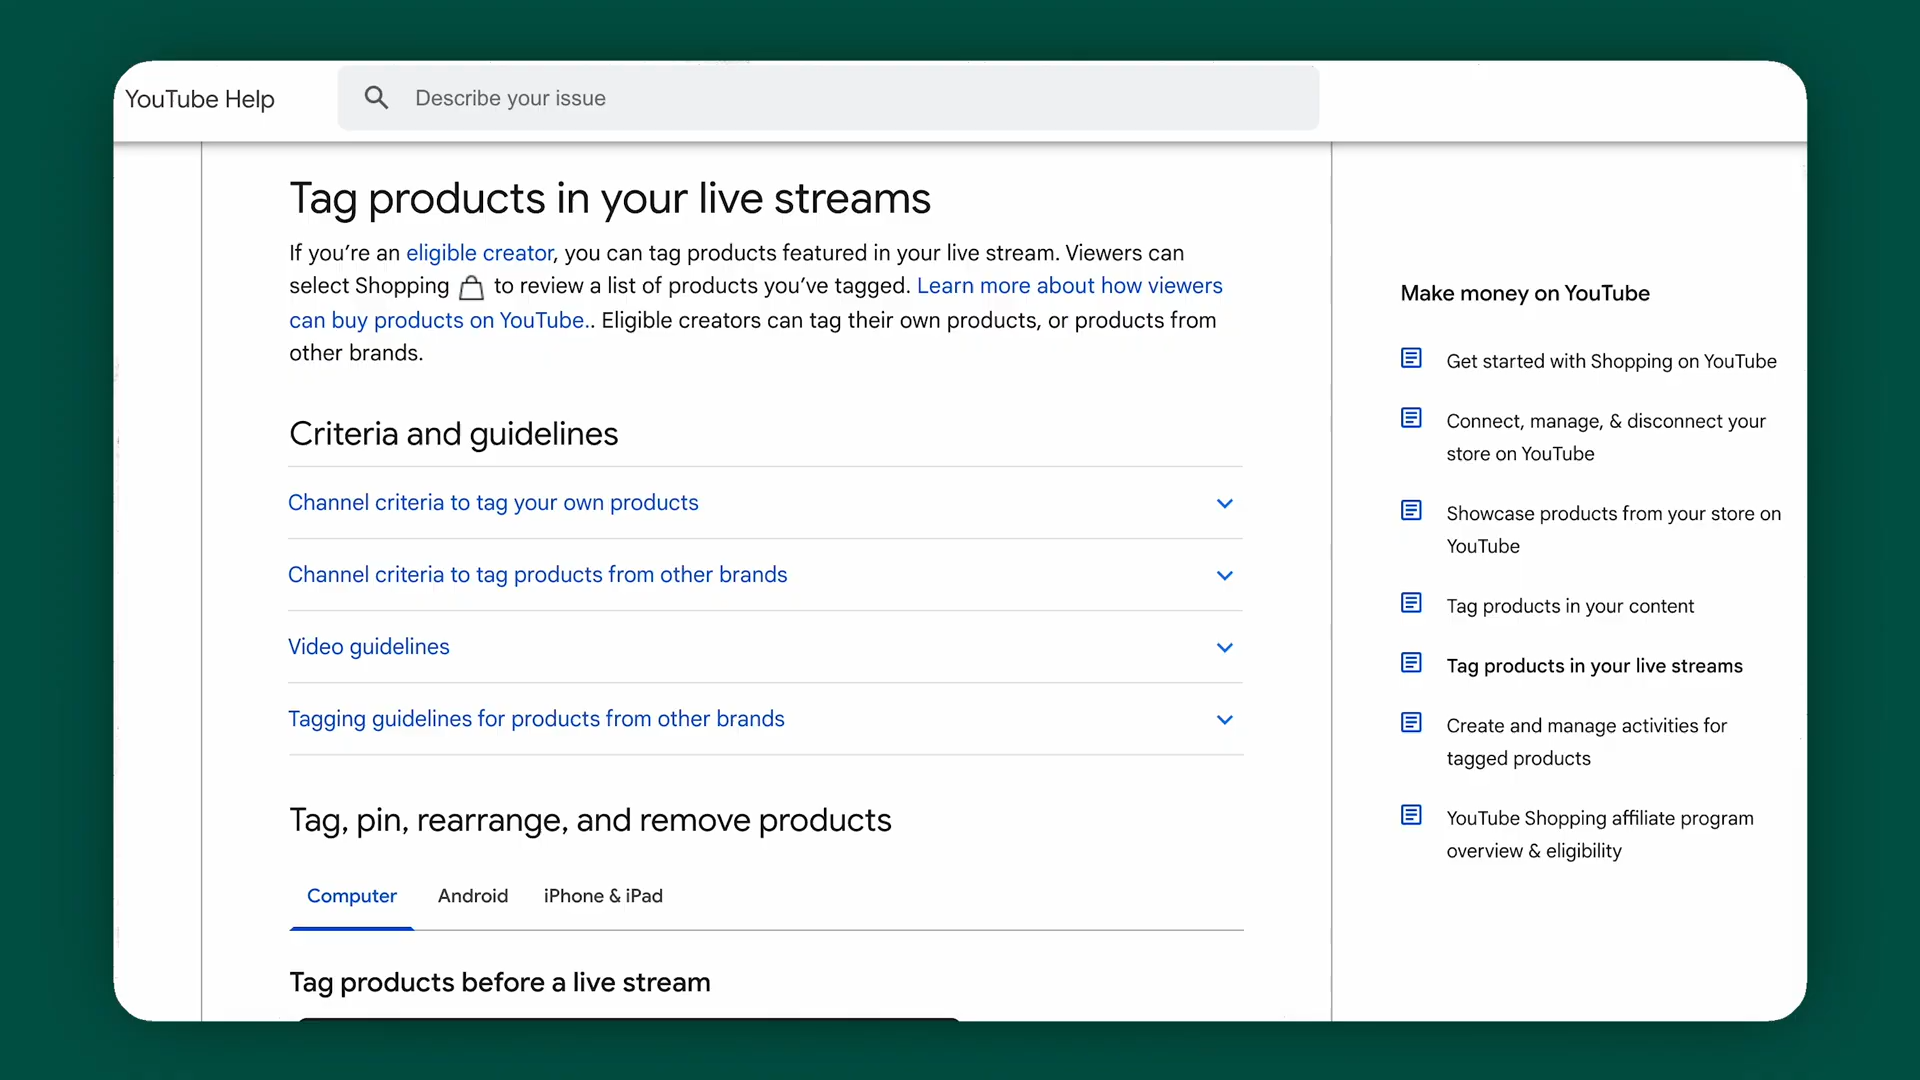 YouTube Help
Describe your issue
Tag products in your live streams
If you’re an eligible creator, you can tag products featured in your live stream. Viewers can
select Shopping to review a list of products you’ve tagged. Learn more about how viewers
can buy products on YouTube.. Eligible creators can tag their own products, or products from
other brands.
Criteria and guidelines
Channel criteria to tag your own products
Channel criteria to tag products from other brands
Video guidelines
Tagging guidelines for products from other brands
Tag, pin, rearrange, and remove products
Computer Android iPhone & iPad
Tag products before a live stream
Make money on YouTube
Get started with Shopping on YouTube
Connect, manage, & disconnect your
store on YouTube
Showcase products from your store on
YouTube
Tag products in your content
Tag products in your live streams
Create and manage activities for
tagged products
YouTube Shopping affiliate program
overview & eligibility